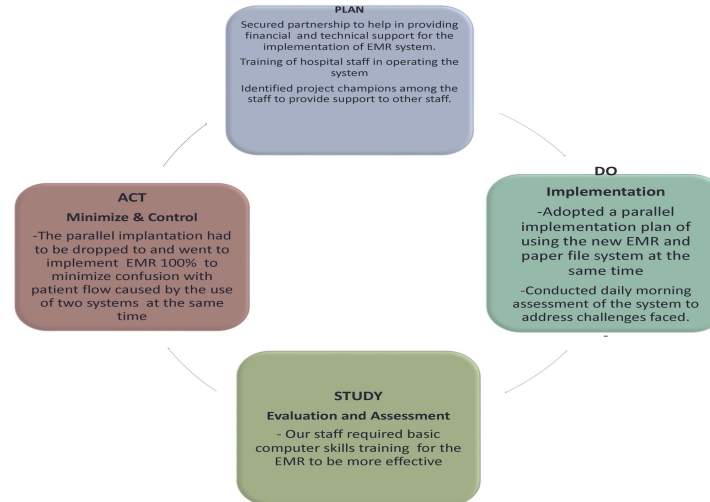 PLAN
Secured partnership to help in providing
financial and technical support for the
implementation of EMR system.
Training of hospital staff in operating the
system
Identified project champions among the
staff to provide support to other staff.
DO
Implementation
-Adopted a parallel
implementation plan of
using the new EMR and
paper file system at the
same time
-Conducted daily morning
assessment of the system to
address challenges faced.
-
STUDY
Evaluation and Assessment
- Our staff required basic
computer skills training for the
EMR to be more effective
ACT
Minimize & Control
-The parallel implantation had
to be dropped to and went to
implement EMR 100% to
minimize confusion with
patient flow caused by the use
of two systems at the same
time